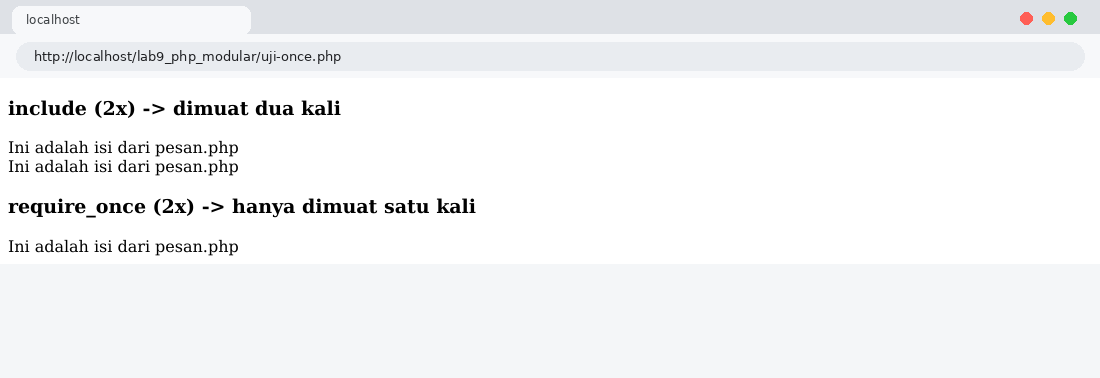 localhost
http://localhost/lab9_php_modular/uji-once.php
include (2x) -> dimuat dua kali
Ini adalah isi dari pesan.php
Ini adalah isi dari pesan.php
require_once (2x) -> hanya dimuat satu kali
Ini adalah isi dari pesan.php